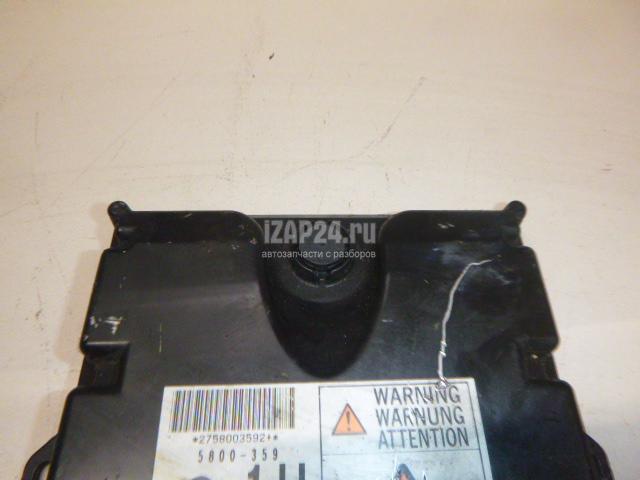 iZAP24.ru
автозапчасти с разборов
WARNING
WARNUNG
ATTENTION
*2758003592+*
5800-359